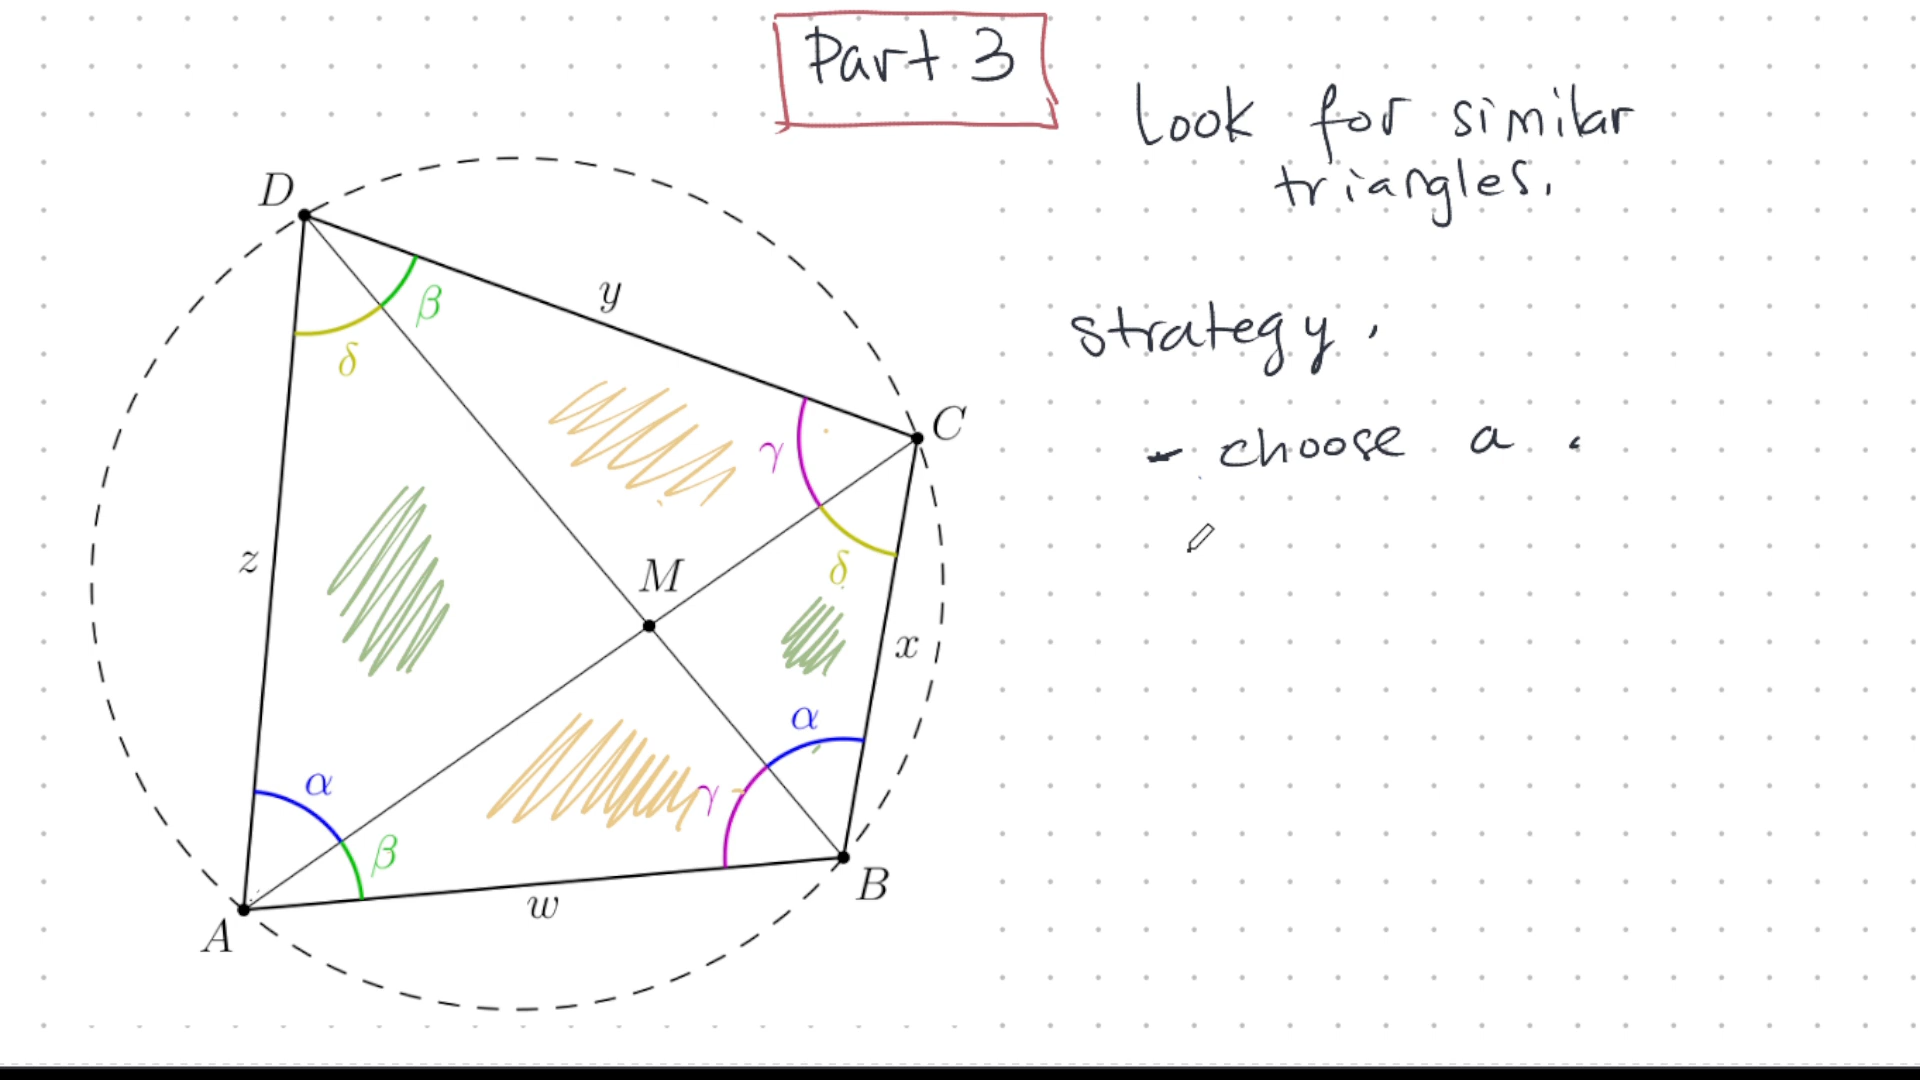 Part 3
Look for similar
triangles.
strategy.
- choose a .
D
β
y
δ
C
γ
z
M
δ
x
α
α
γ
β
w
B
A